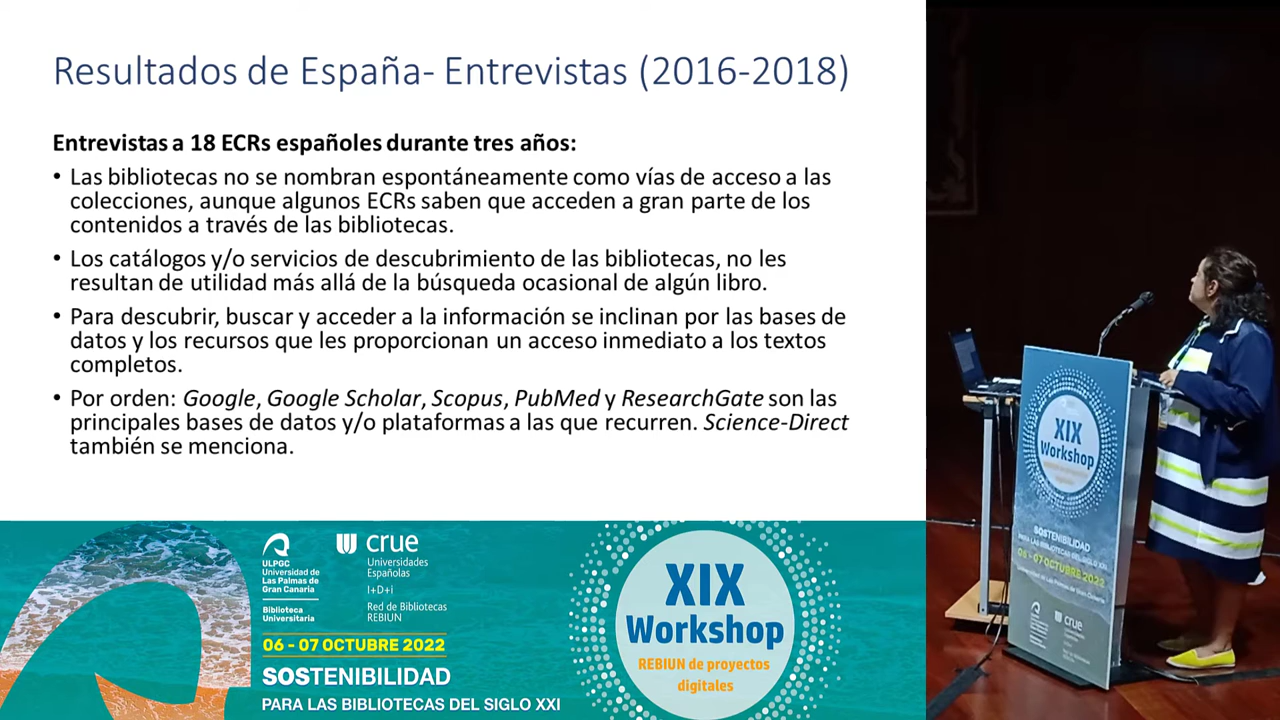 Resultados de España- Entrevistas (2016-2018)
Entrevistas a 18 ECRs españoles durante tres años:
• Las bibliotecas no se nombran espontáneamente como vías de acceso a las
colecciones, aunque algunos ECRs saben que acceden a gran parte de los
contenidos a través de las bibliotecas.
• Los catálogos y/o servicios de descubrimiento de las bibliotecas, no les
resultan de utilidad más allá de la búsqueda ocasional de algún libro.
• Para descubrir, buscar y acceder a la información se inclinan por las bases de
datos y los recursos que les proporcionan un acceso inmediato a los textos
completos.
• Por orden: Google, Google Scholar, Scopus, PubMed y ResearchGate son las
principales bases de datos y/o plataformas a las que recurren. Science-Direct
también se menciona.
ULPGC
Universidad de
Las Palmas de
Gran Canaria
Biblioteca
Universitaria
crue
Universidades
Españolas
I+D+i
Red de Bibliotecas
REBIUN
06 - 07 OCTUBRE 2022
SOSTENIBILIDAD
PARA LAS BIBLIOTECAS DEL SIGLO XXI
XIX
Workshop
REBIUN de proyectos
digitales
XIX
Workshop
SOSTENIBILIDAD
PARA LAS BIBLIOTECAS DEL SIGLO XXI
06 - 07 OCTUBRE 2022
crue